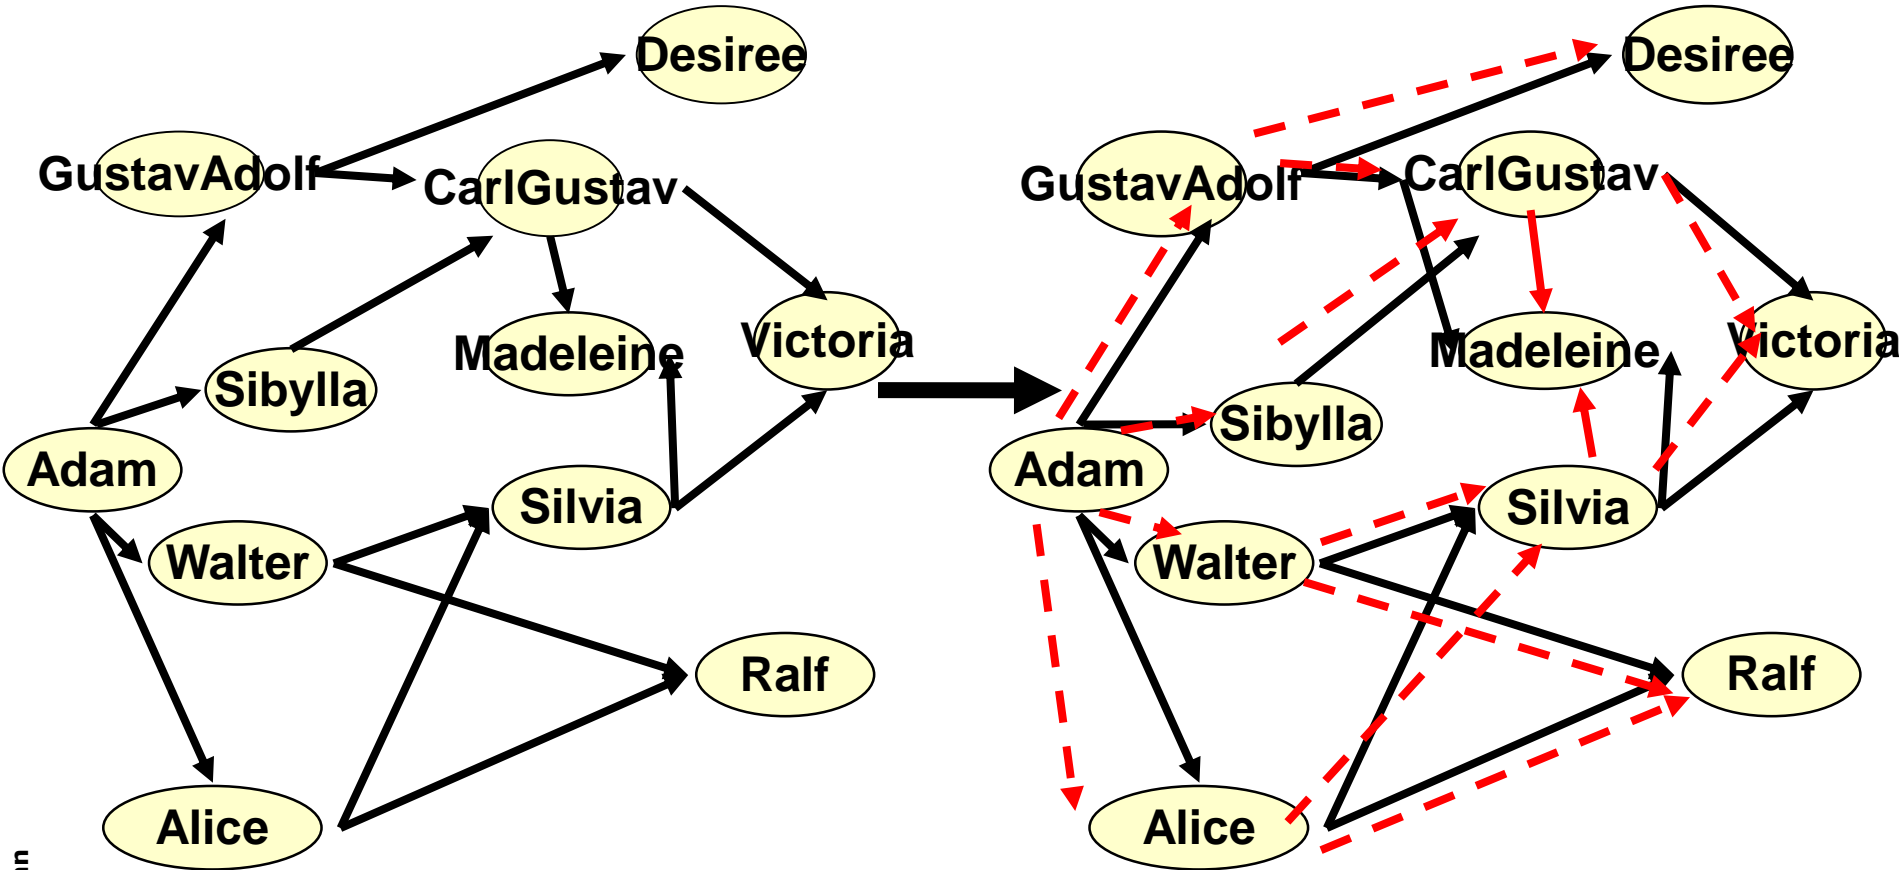 Desiree
GustavAdolf
CarlGustav
Madeleine
Victoria
Sibylla
Adam
Silvia
Walter
Ralf
Alice
Desiree
GustavAdolf
CarlGustav
Madeleine
Victoria
Sibylla
Adam
Silvia
Walter
Ralf
Alice